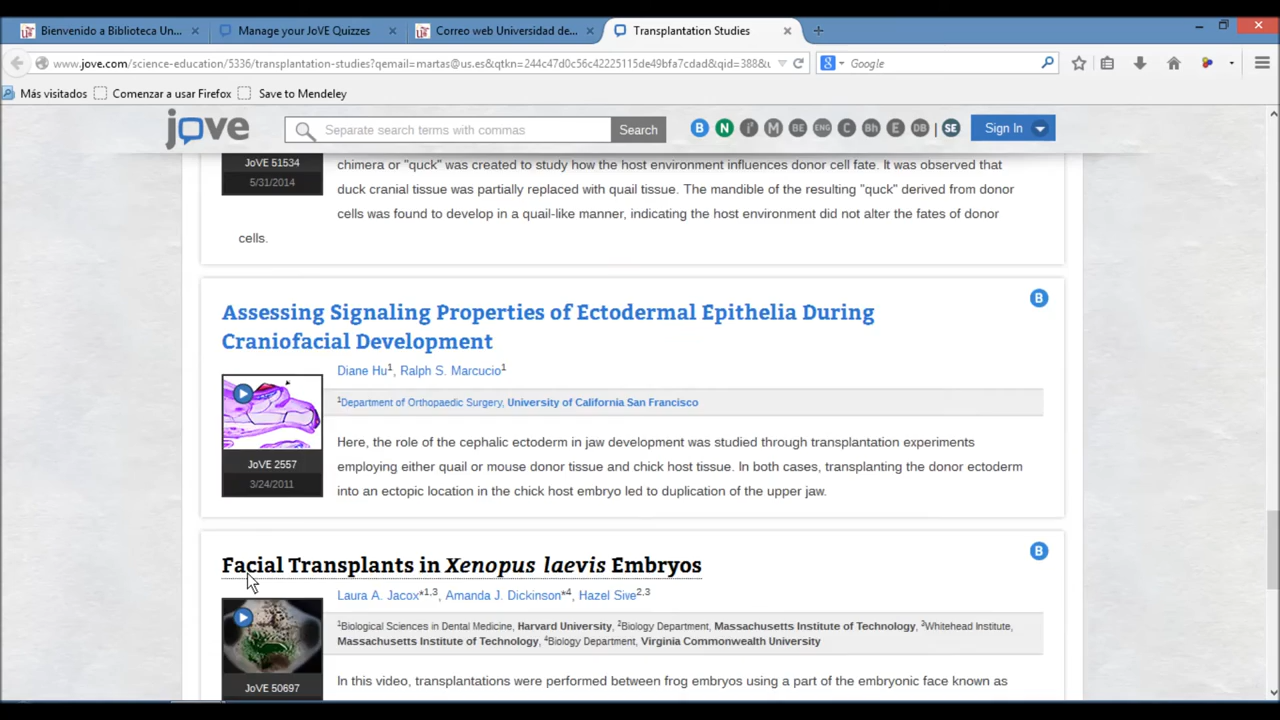 Bienvenido a Biblioteca Un... × Manage your JoVE Quizzes × Correo web Universidad de... × Transplantation Studies × +
www.jove.com/science-education/5336/transplantation-studies?qemail=martas@us.es&qtkn=244c47d0c56c42225115de49bfa7cdad&qid=388&u
Google
Más visitados Comenzar a usar Firefox Save to Mendeley
jove Separate search terms with commas Search B N i' M BE ENG C Bh E DB | SE Sign In
JoVE 51534
5/31/2014
chimera or "quck" was created to study how the host environment influences donor cell fate. It was observed that
duck cranial tissue was partially replaced with quail tissue. The mandible of the resulting "quck" derived from donor
cells was found to develop in a quail-like manner, indicating the host environment did not alter the fates of donor
cells.
Assessing Signaling Properties of Ectodermal Epithelia During B
Craniofacial Development
Diane Hu1, Ralph S. Marcucio1
1Department of Orthopaedic Surgery, University of California San Francisco
JoVE 2557
3/24/2011
Here, the role of the cephalic ectoderm in jaw development was studied through transplantation experiments
employing either quail or mouse donor tissue and chick host tissue. In both cases, transplanting the donor ectoderm
into an ectopic location in the chick host embryo led to duplication of the upper jaw.
Facial Transplants in Xenopus laevis Embryos B
Laura A. Jacox*1,3, Amanda J. Dickinson*4, Hazel Sive2,3
1Biological Sciences in Dental Medicine, Harvard University, 2Biology Department, Massachusetts Institute of Technology, 3Whitehead Institute,
Massachusetts Institute of Technology, 4Biology Department, Virginia Commonwealth University
JoVE 50697
In this video, transplantations were performed between frog embryos using a part of the embryonic face known as